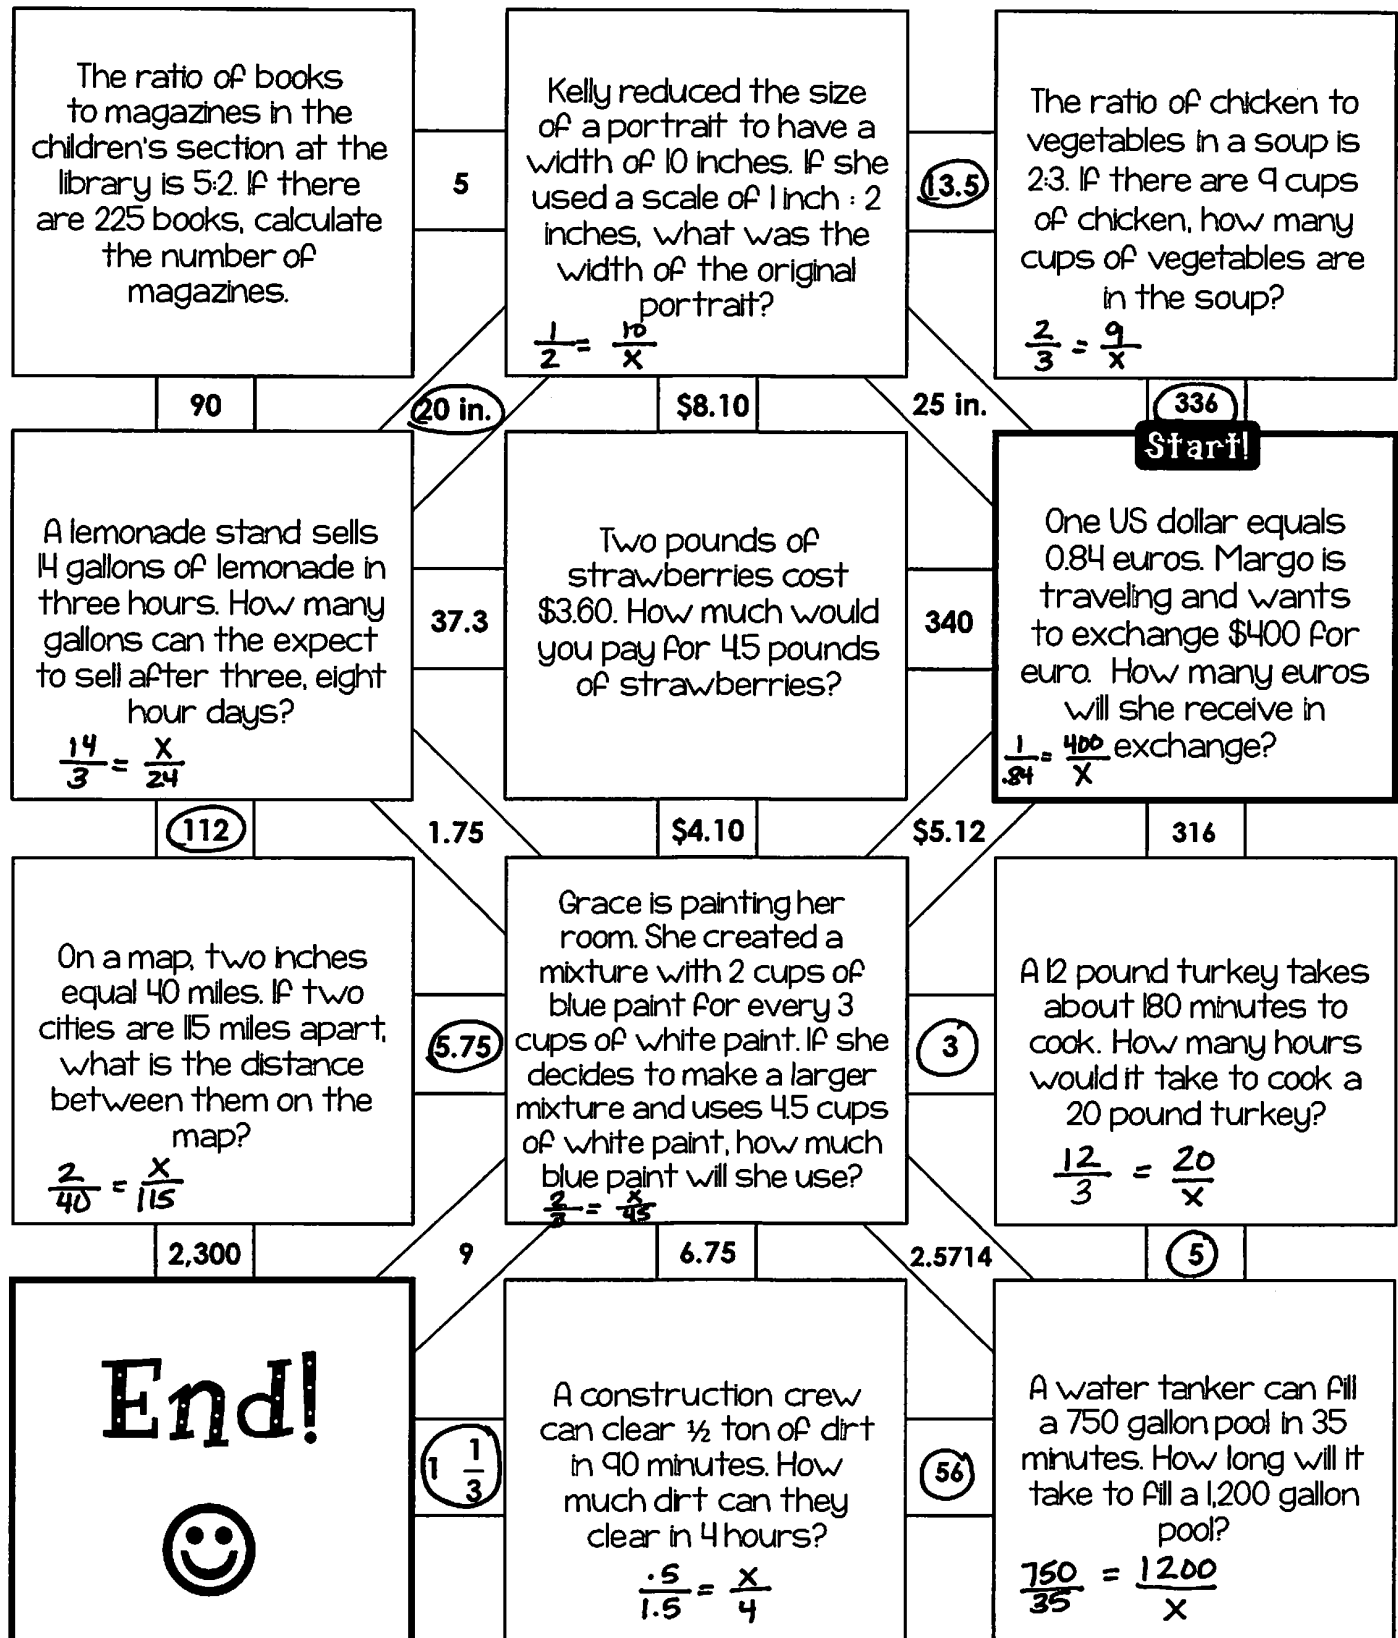 The ratio of books
to magazines in the
children's section at the
library is 5:2. If there
are 225 books, calculate
the number of
magazines.
5
Kelly reduced the size
of a portrait to have a
width of 10 inches. If she
used a scale of 1 inch : 2
inches, what was the
width of the original
portrait?
1/2 = 10/x
13.5
The ratio of chicken to
vegetables in a soup is
2:3. If there are 9 cups
of chicken, how many
cups of vegetables are
in the soup?
2/3 = 9/x
90
20 in.
$8.10
25 in.
336
A lemonade stand sells
14 gallons of lemonade in
three hours. How many
gallons can the expect
to sell after three, eight
hour days?
14/3 = x/24
37.3
Two pounds of
strawberries cost
$3.60. How much would
you pay for 4.5 pounds
of strawberries?
340
Start!
One US dollar equals
0.84 euros. Margo is
traveling and wants
to exchange $400 for
euro. How many euros
will she receive in
exchange?
1/.84 = 400/x
112
1.75
$4.10
$5.12
316
On a map, two inches
equal 40 miles. If two
cities are 115 miles apart,
what is the distance
between them on the
map?
2/40 = x/115
5.75
Grace is painting her
room. She created a
mixture with 2 cups of
blue paint for every 3
cups of white paint. If she
decides to make a larger
mixture and uses 4.5 cups
of white paint, how much
blue paint will she use?
2/3 = x/45
3
A 12 pound turkey takes
about 180 minutes to
cook. How many hours
would it take to cook a
20 pound turkey?
12/3 = 20/x
2,300
9
6.75
2.5714
5
End!
1 1/3
A construction crew
can clear ½ ton of dirt
in 90 minutes. How
much dirt can they
clear in 4 hours?
.5/1.5 = x/4
56
A water tanker can fill
a 750 gallon pool in 35
minutes. How long will it
take to fill a 1,200 gallon
pool?
750/35 = 1200/x